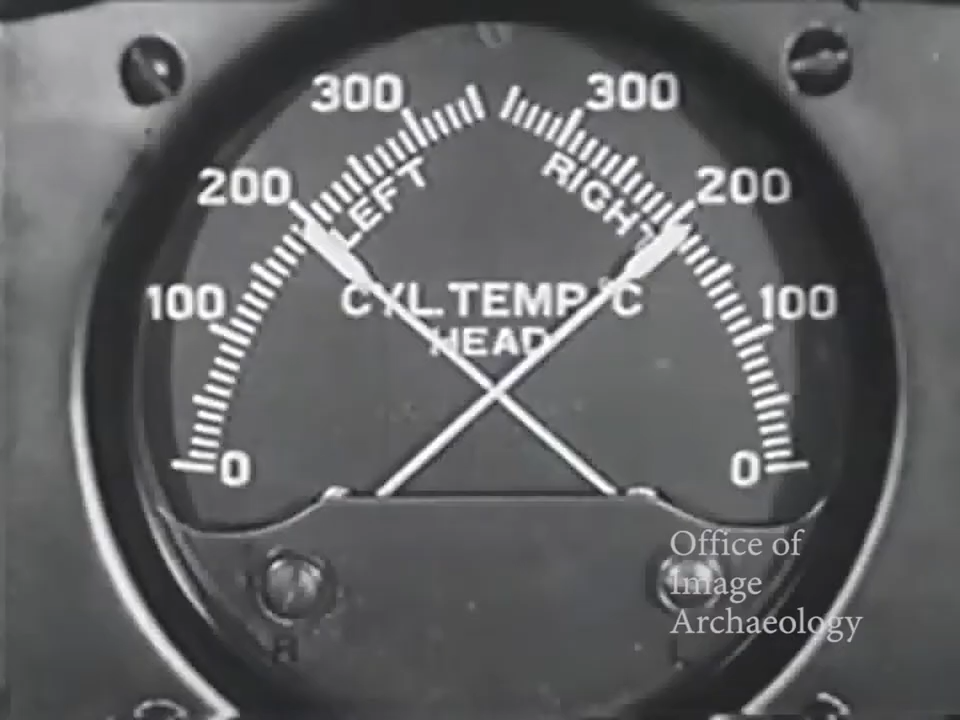 300 300
200 200
LEFT RIGHT
100 CYL.TEMP.°C 100
HEAD
0 0
R L
Office of
Image
Archaeology